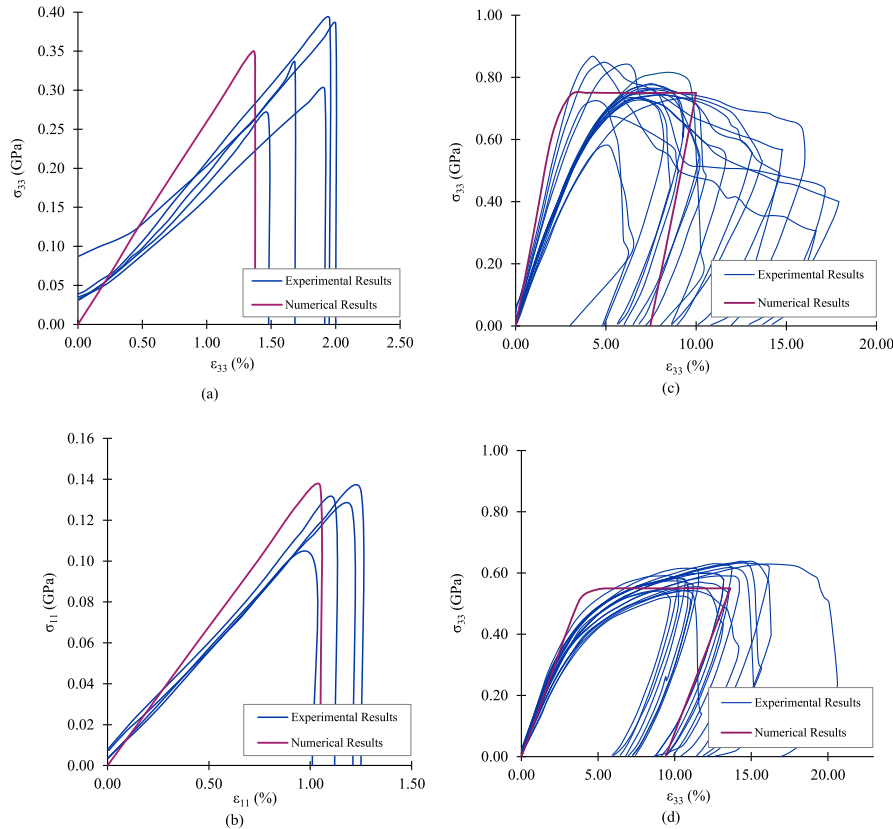 σ33 (GPa)
0.40
0.35
0.30
0.25
0.20
0.15
0.10
0.05
0.00
0.00 0.50 1.00 1.50 2.00 2.50
ε33 (%)
Experimental Results
Numerical Results
(a)
σ33 (GPa)
1.00
0.80
0.60
0.40
0.20
0.00
0.00 5.00 10.00 15.00 20.00
ε33 (%)
Experimental Results
Numerical Results
(c)
σ11 (GPa)
0.16
0.14
0.12
0.10
0.08
0.06
0.04
0.02
0.00
0.00 0.50 1.00 1.50
ε11 (%)
Experimental Results
Numerical Results
(b)
σ33 (GPa)
1.00
0.80
0.60
0.40
0.20
0.00
0.00 5.00 10.00 15.00 20.00
ε33 (%)
Experimental Results
Numerical Results
(d)